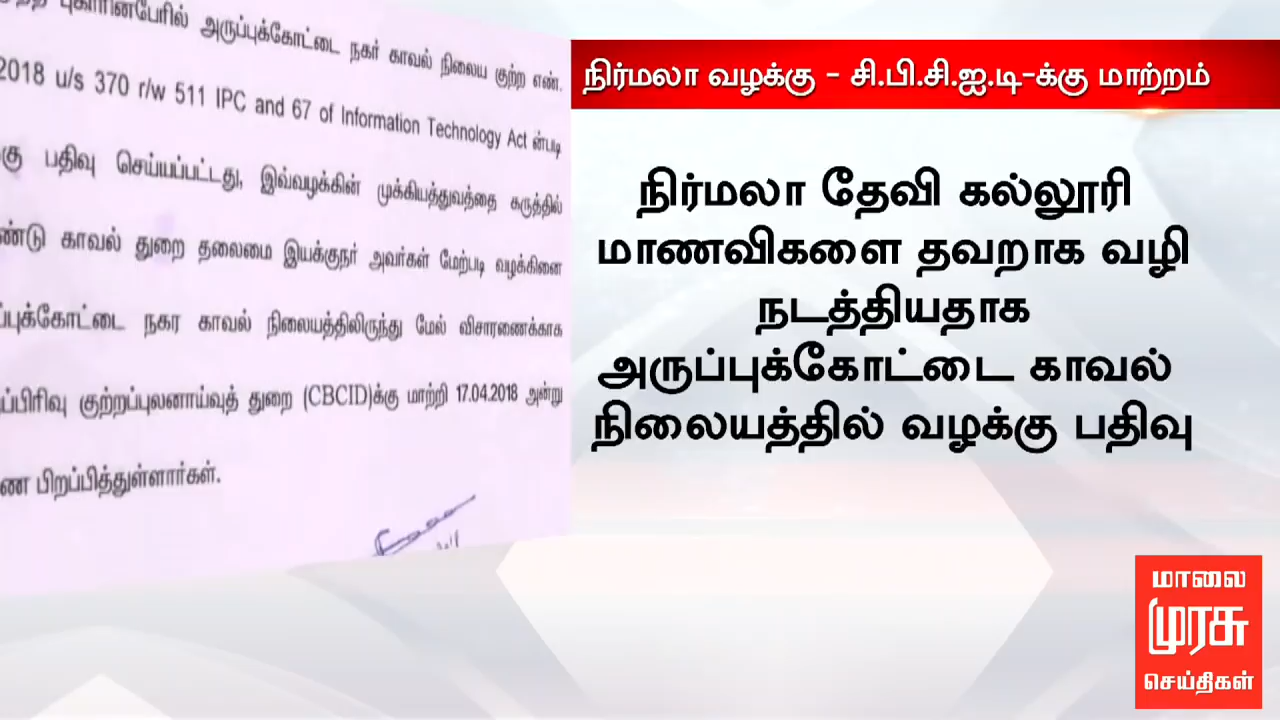 புகாரின்பேரில் அருப்புக்கோட்டை நகர் காவல் நிலைய குற்ற எண்.
2018 u/s 370 r/w 511 IPC and 67 of Information Technology Act ன்படி
பதிவு செய்யப்பட்டது, இவ்வழக்கின் முக்கியத்துவத்தை கருத்தில்
காவல் துறை தலைமை இயக்குநர் அவர்கள் மேற்படி வழக்கினை
ப்புக்கோட்டை நகர காவல் நிலையத்திலிருந்து மேல் விசாரணைக்காக
குற்றப்புலனாய்வுத் துறை (CBCID)க்கு மாற்றி 17.04.2018 அன்று
பிறப்பித்துள்ளார்கள்.
நிர்மலா வழக்கு - சி.பி.சி.ஐ.டி-க்கு மாற்றம்
நிர்மலா தேவி கல்லூரி
மாணவிகளை தவறாக வழி
நடத்தியதாக
அருப்புக்கோட்டை காவல்
நிலையத்தில் வழக்கு பதிவு
மாலை
முரசு
செய்திகள்